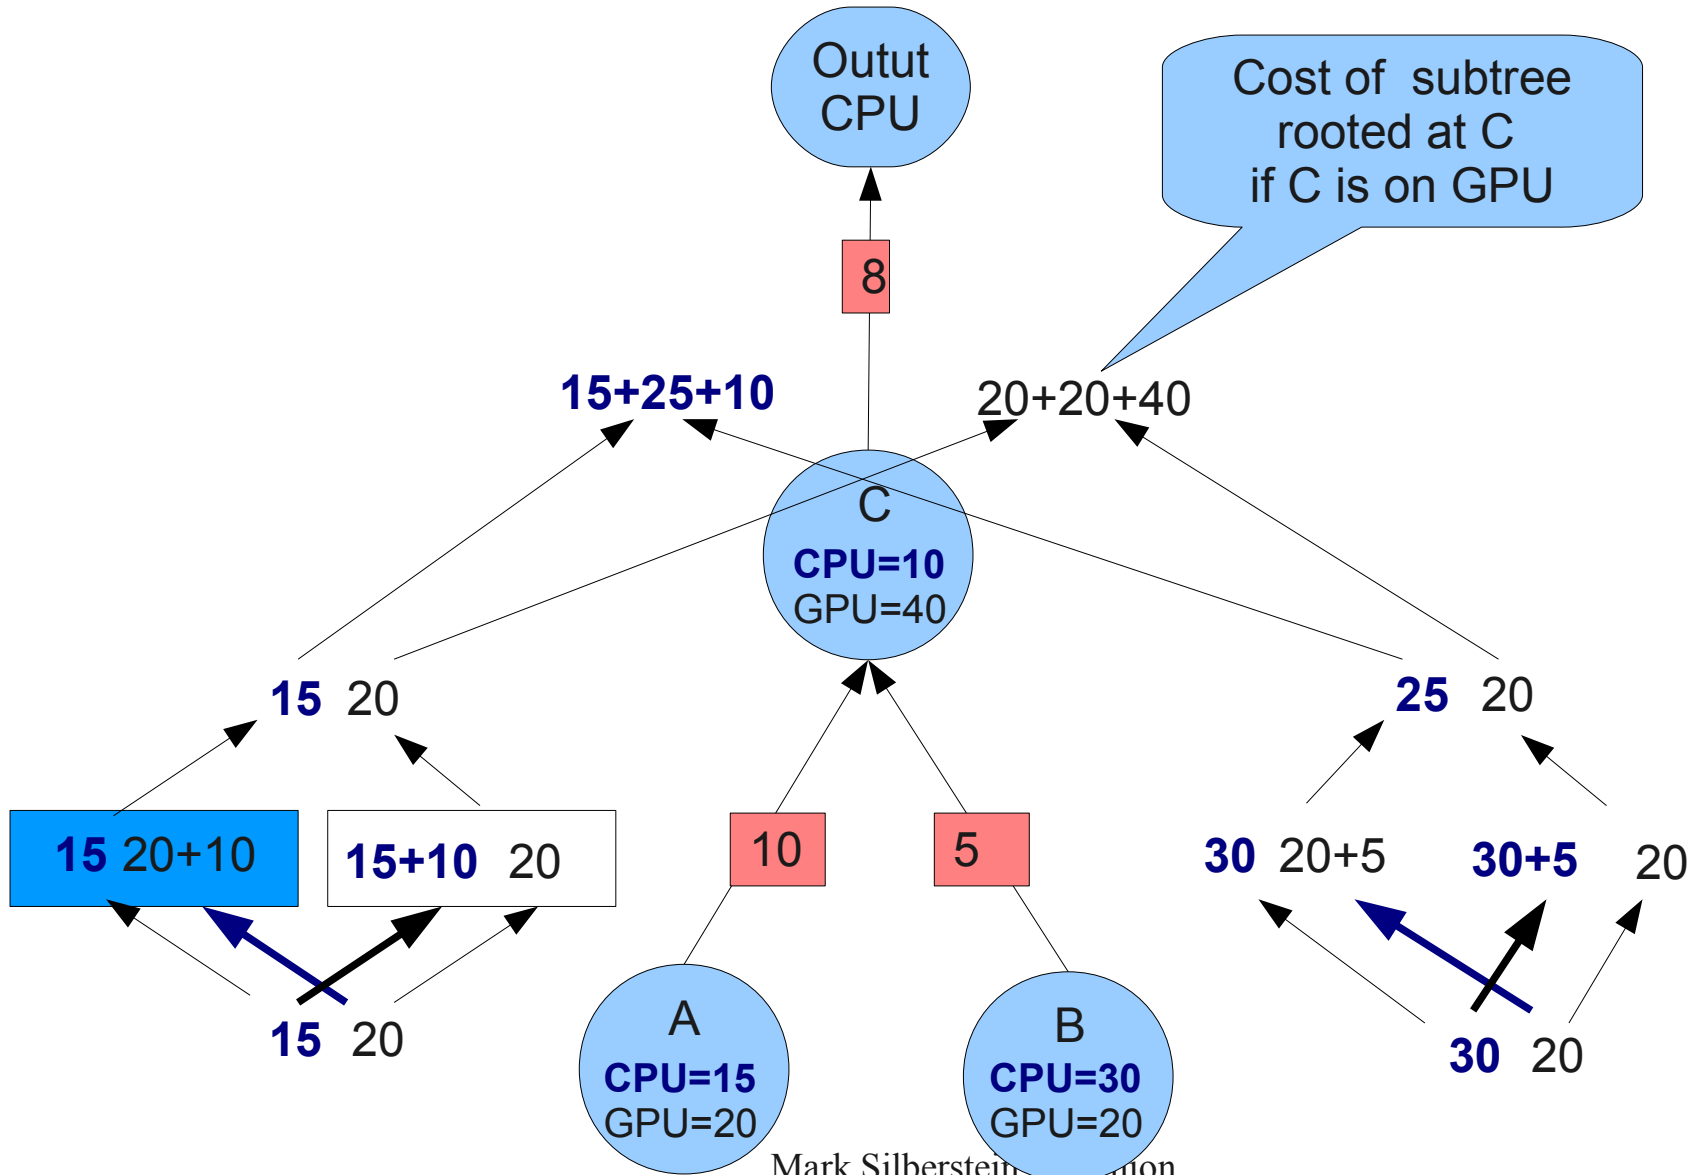 Outut
CPU
Cost of subtree
rooted at C
if C is on GPU
8
15+25+10
20+20+40
C
CPU=10
GPU=40
15 20
25 20
15 20+10
15+10 20
10
5
30 20+5
30+5 20
15 20
A
CPU=15
GPU=20
B
CPU=30
GPU=20
30 20
Mark Silberstein